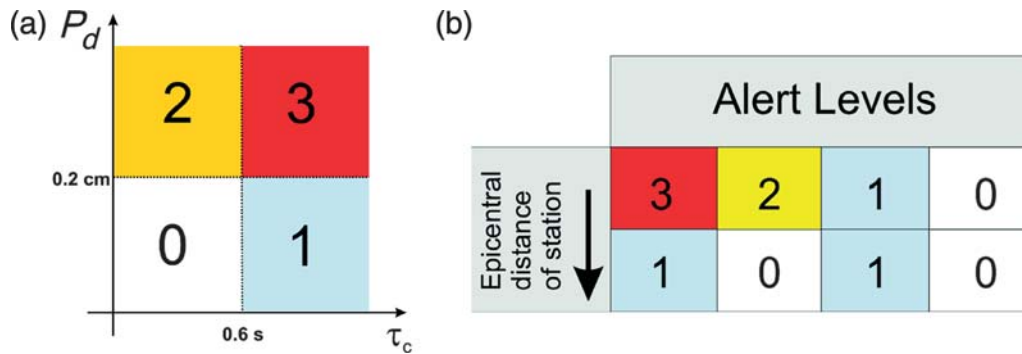 (a)
P_d
2 3
0.2 cm
0 1
0.6 s
τ_c
(b)
Alert Levels
Epicentral
distance
of station
3 2 1 0
1 0 1 0